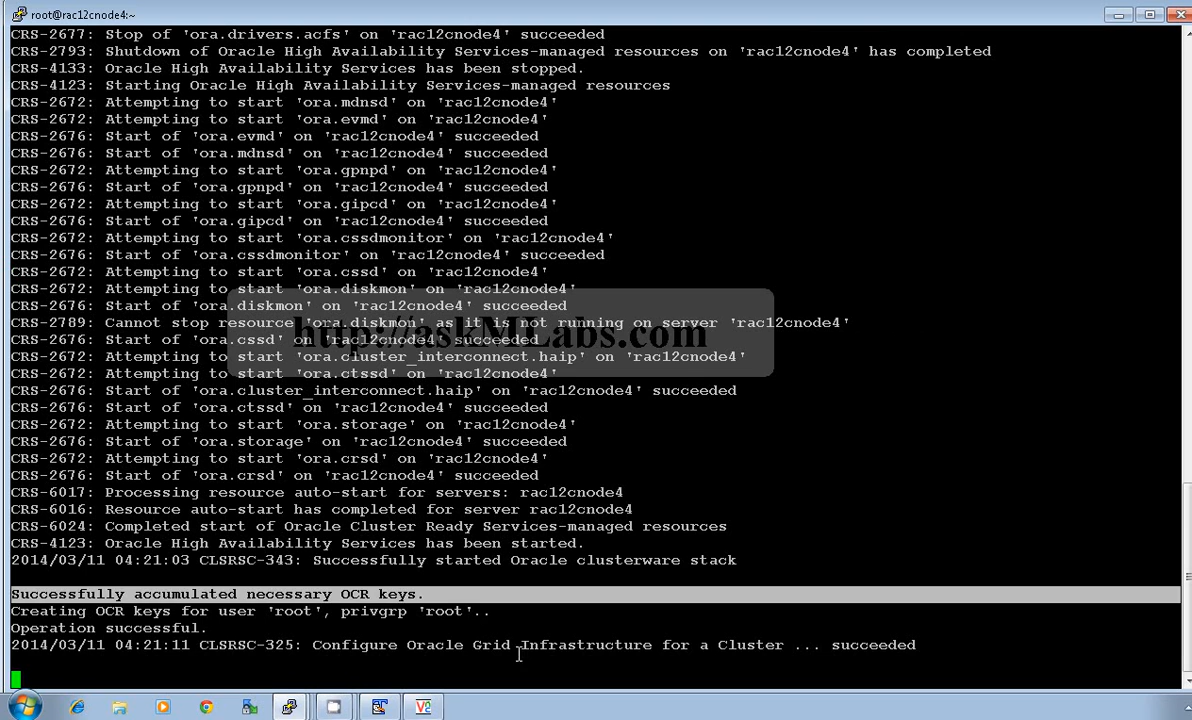 root@rac12cnode4:~
CRS-2677: Stop of 'ora.drivers.acfs' on 'rac12cnode4' succeeded
CRS-2793: Shutdown of Oracle High Availability Services-managed resources on 'rac12cnode4' has completed
CRS-4133: Oracle High Availability Services has been stopped.
CRS-4123: Starting Oracle High Availability Services-managed resources
CRS-2672: Attempting to start 'ora.mdnsd' on 'rac12cnode4'
CRS-2672: Attempting to start 'ora.evmd' on 'rac12cnode4'
CRS-2676: Start of 'ora.evmd' on 'rac12cnode4' succeeded
CRS-2676: Start of 'ora.mdnsd' on 'rac12cnode4' succeeded
CRS-2672: Attempting to start 'ora.gpnpd' on 'rac12cnode4'
CRS-2676: Start of 'ora.gpnpd' on 'rac12cnode4' succeeded
CRS-2672: Attempting to start 'ora.gipcd' on 'rac12cnode4'
CRS-2676: Start of 'ora.gipcd' on 'rac12cnode4' succeeded
CRS-2672: Attempting to start 'ora.cssdmonitor' on 'rac12cnode4'
CRS-2676: Start of 'ora.cssdmonitor' on 'rac12cnode4' succeeded
CRS-2672: Attempting to start 'ora.cssd' on 'rac12cnode4'
CRS-2672: Attempting to start 'ora.diskmon' on 'rac12cnode4'
CRS-2676: Start of 'ora.diskmon' on 'rac12cnode4' succeeded
CRS-2789: Cannot stop resource 'ora.diskmon' as it is not running on server 'rac12cnode4'
http://askMLabs.com
CRS-2676: Start of 'ora.cssd' on 'rac12cnode4' succeeded
CRS-2672: Attempting to start 'ora.cluster_interconnect.haip' on 'rac12cnode4'
CRS-2672: Attempting to start 'ora.ctssd' on 'rac12cnode4'
CRS-2676: Start of 'ora.cluster_interconnect.haip' on 'rac12cnode4' succeeded
CRS-2676: Start of 'ora.ctssd' on 'rac12cnode4' succeeded
CRS-2672: Attempting to start 'ora.storage' on 'rac12cnode4'
CRS-2676: Start of 'ora.storage' on 'rac12cnode4' succeeded
CRS-2672: Attempting to start 'ora.crsd' on 'rac12cnode4'
CRS-2676: Start of 'ora.crsd' on 'rac12cnode4' succeeded
CRS-6017: Processing resource auto-start for servers: rac12cnode4
CRS-6016: Resource auto-start has completed for server rac12cnode4
CRS-6024: Completed start of Oracle Cluster Ready Services-managed resources
CRS-4123: Oracle High Availability Services has been started.
2014/03/11 04:21:03 CLSRSC-343: Successfully started Oracle clusterware stack
Successfully accumulated necessary OCR keys.
Creating OCR keys for user 'root', privgrp 'root'..
Operation successful.
2014/03/11 04:21:11 CLSRSC-325: Configure Oracle Grid Infrastructure for a Cluster ... succeeded